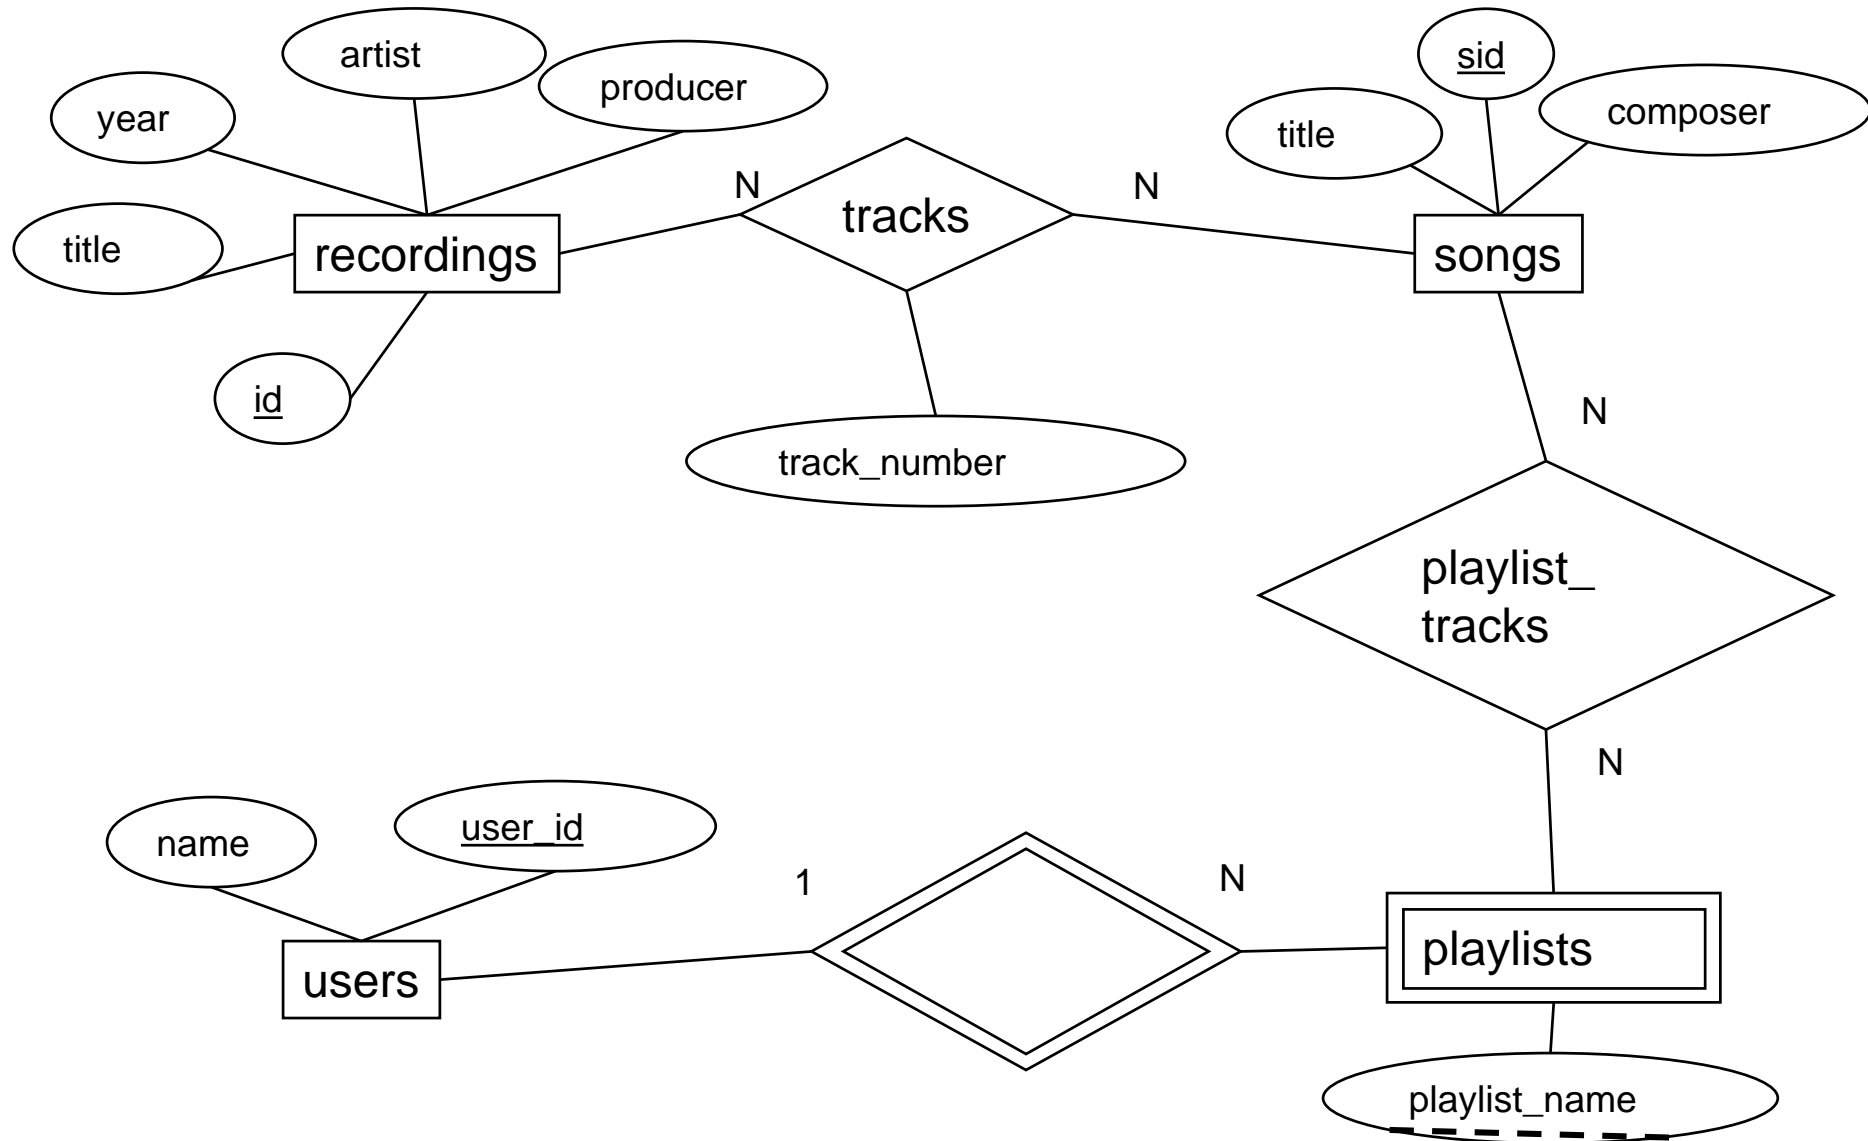 artist
sid
producer
year
composer
title
N
N
tracks
title
recordings
songs
id
N
track_number
playlist_
tracks
N
name
user_id
1
N
users
playlists
playlist_name